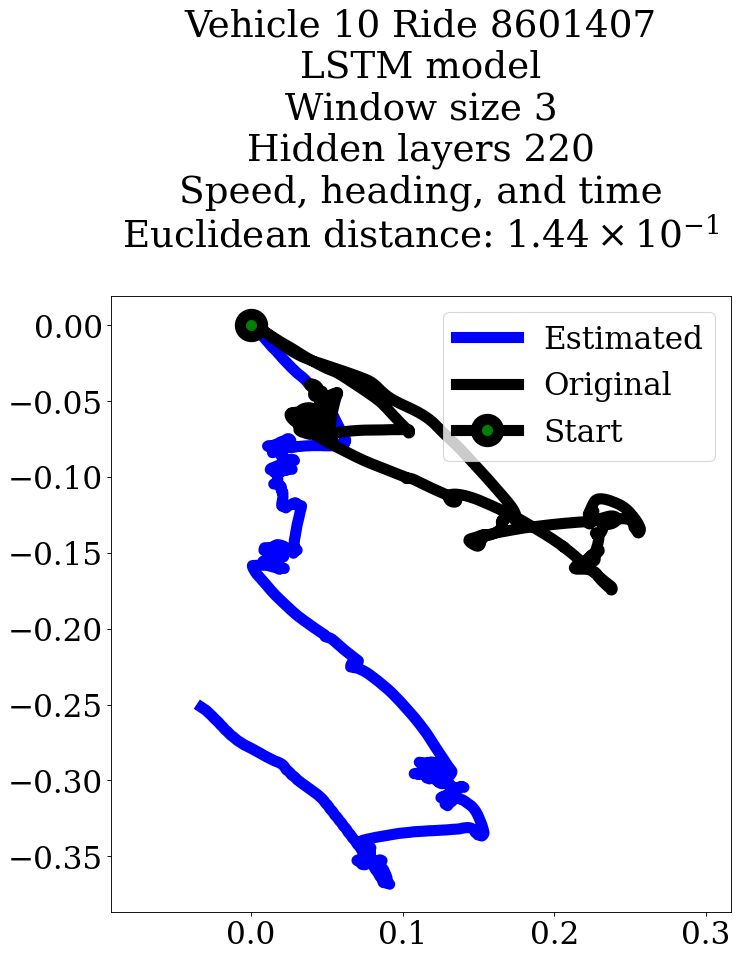 Vehicle 10 Ride 8601407
LSTM model
Window size 3
Hidden layers 220
Speed, heading, and time
Euclidean distance: 1.44 × 10⁻¹
Estimated
Original
Start
0.00
−0.05
−0.10
−0.15
−0.20
−0.25
−0.30
−0.35
0.0 0.1 0.2 0.3